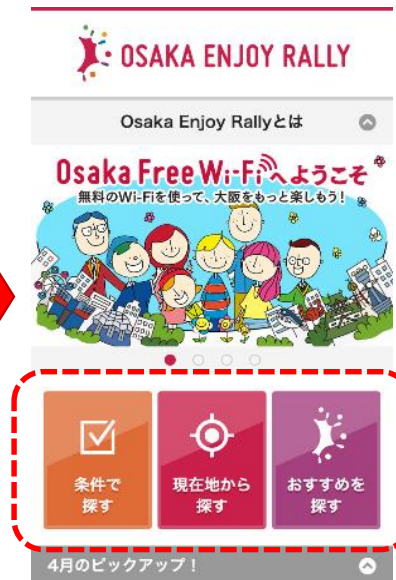 OSAKA ENJOY RALLY
Osaka Enjoy Rallyとは
Osaka Free Wi-Fiへようこそ
無料のWi-Fiを使って、大阪をもっと楽しもう!
条件で
探す
現在地から
探す
おすすめを
探す
4月のピックアップ!